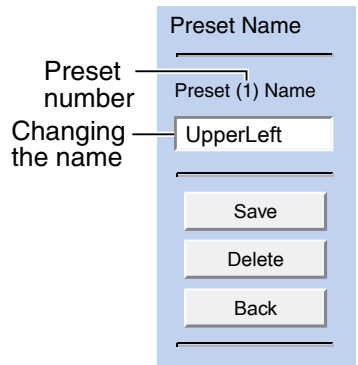 Preset Name
Preset
number
Preset (1) Name
Changing
the name
UpperLeft
Save
Delete
Back